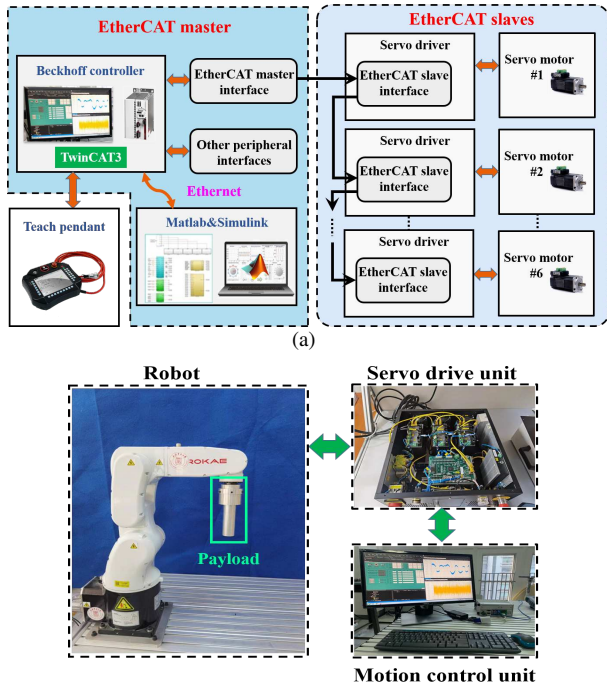 EtherCAT master
Beckhoff controller
TwinCAT3
EtherCAT master
interface
Other peripheral
interfaces
Ethernet
Teach pendant
Matlab&Simulink
EtherCAT slaves
Servo driver
EtherCAT slave
interface
Servo motor
#1
Servo driver
EtherCAT slave
interface
Servo motor
#2
Servo driver
EtherCAT slave
interface
Servo motor
#6
(a)
Robot
Servo drive unit
ROKAE
Payload
Motion control unit